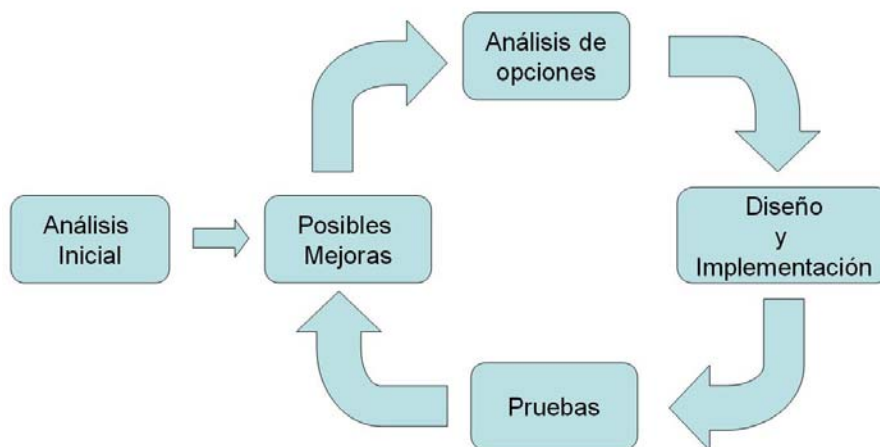 Análisis de
opciones
Análisis
Inicial
Posibles
Mejoras
Diseño
y
Implementación
Pruebas